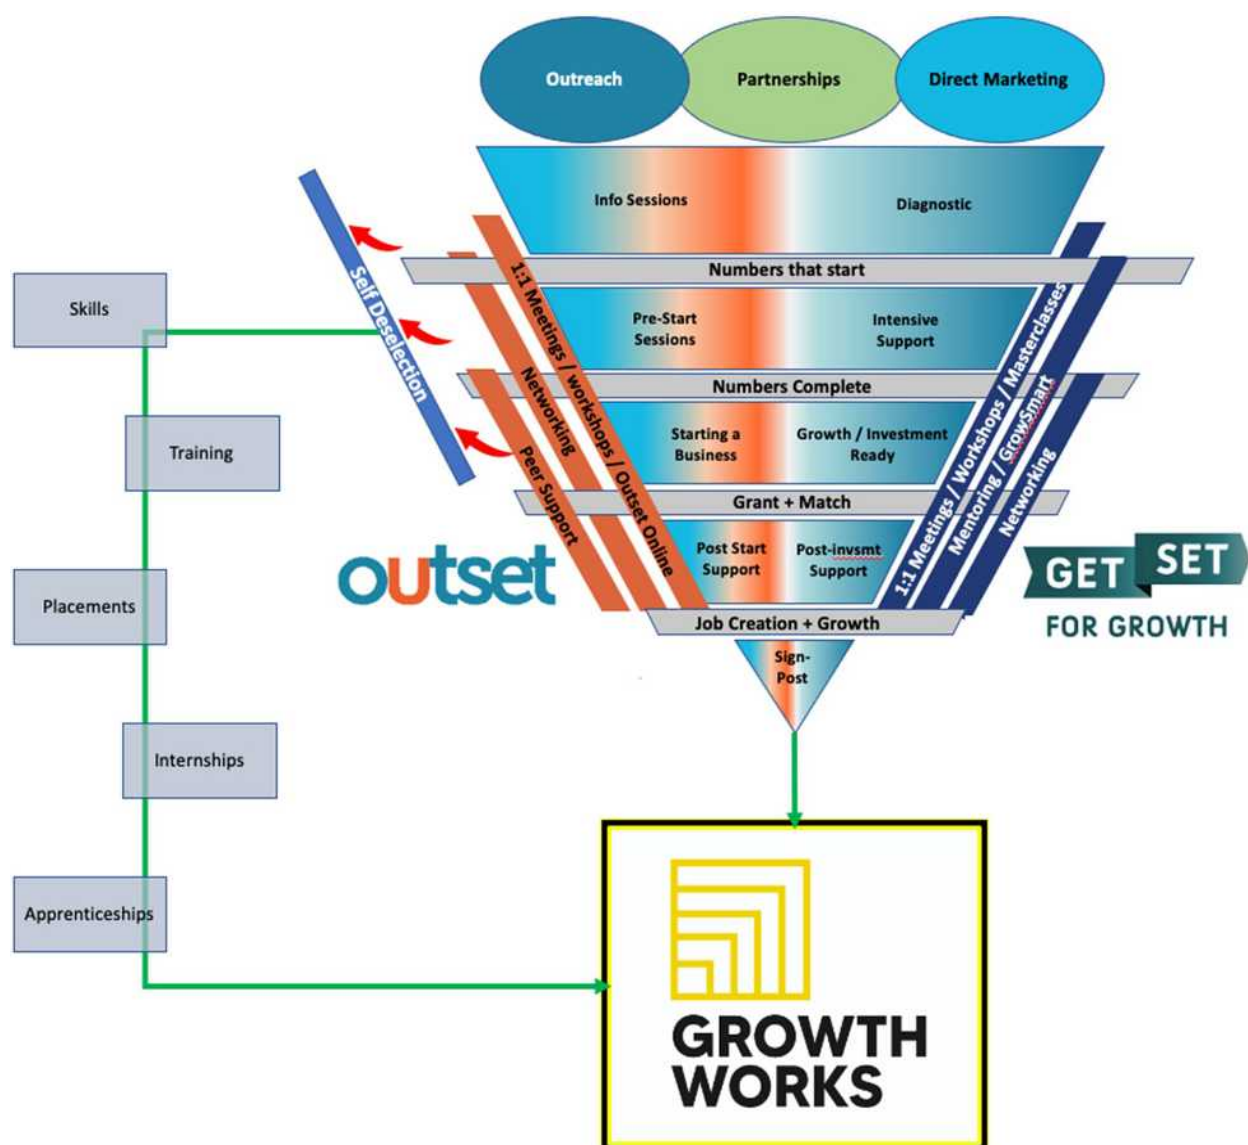 Outreach
Partnerships
Direct Marketing
Info Sessions
Diagnostic
Numbers that start
Pre-Start
Sessions
Intensive
Support
Numbers Complete
Starting a
Business
Growth / Investment
Ready
Grant + Match
Post Start
Support
Post-invsmt
Support
Job Creation + Growth
Sign-
Post
Self Deselection
Peer Support
Networking
1:1 Meetings / workshops / Outset Online
1:1 Meetings / Workshops / Masterclasses
Mentoring / GrowSmart
Networking
outset
GET SET
FOR GROWTH
Skills
Training
Placements
Internships
Apprenticeships
GROWTH
WORKS